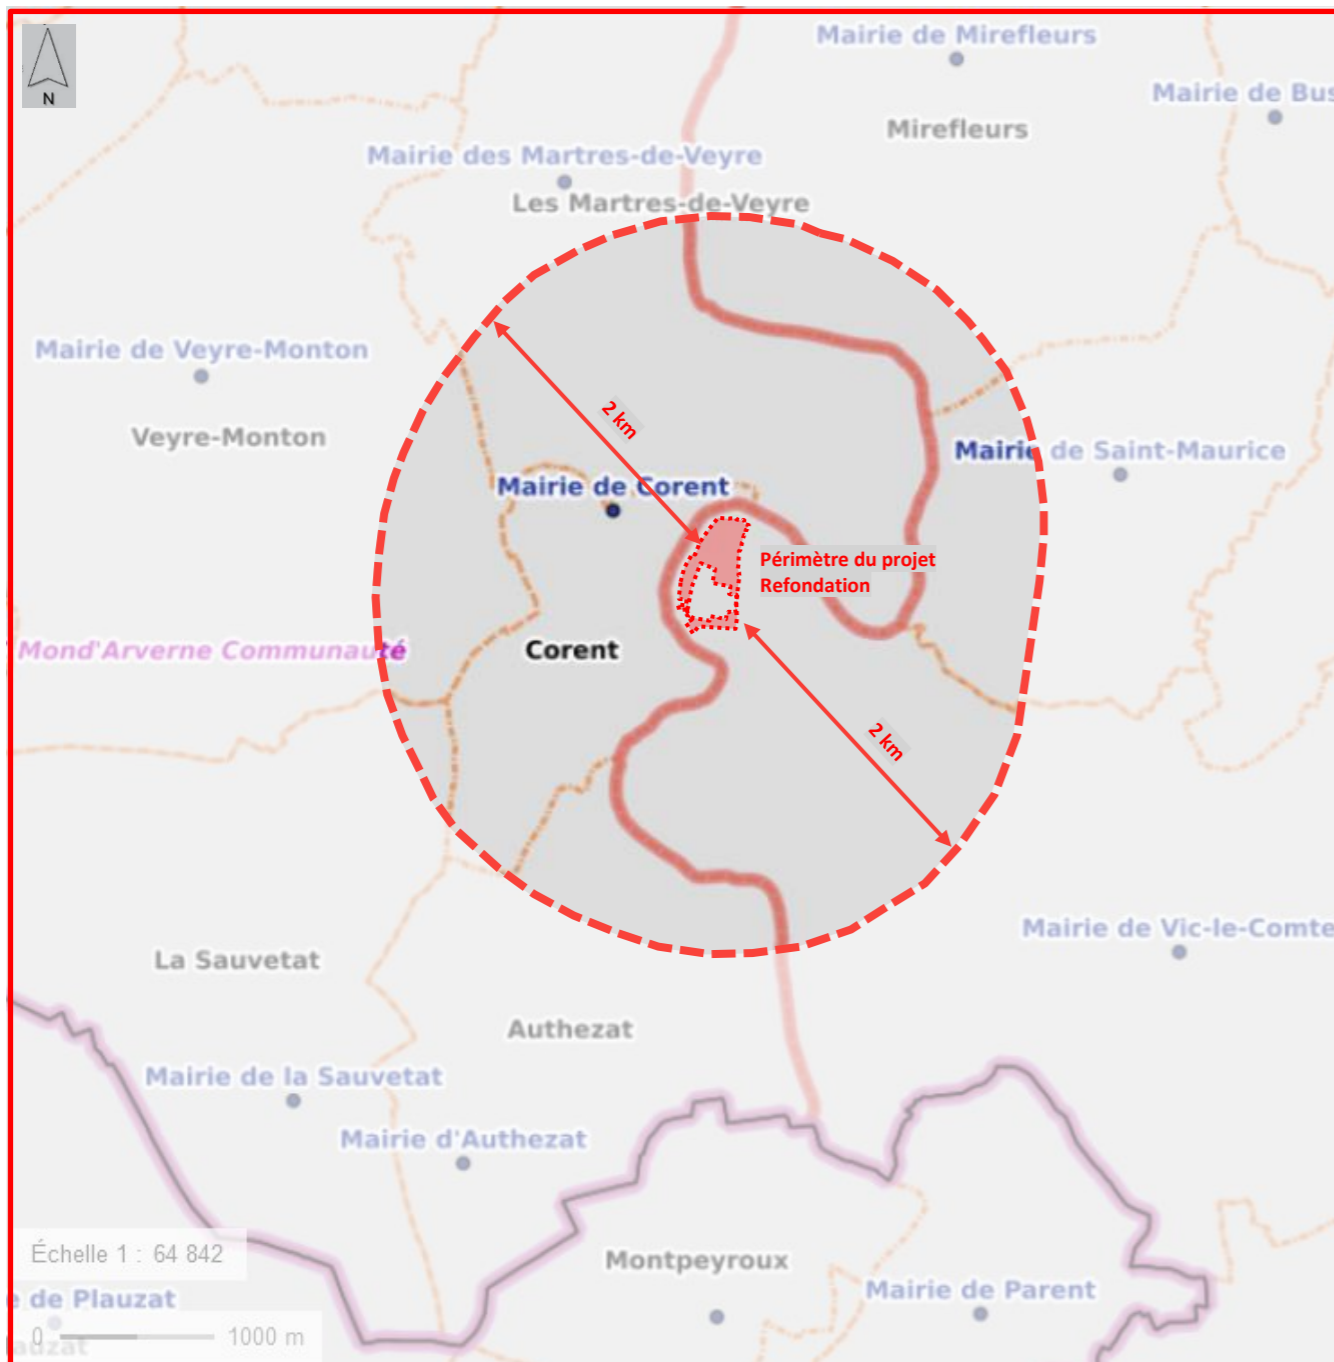 N
Mairie de Mirefleurs
Mairie de Bus
Mirefleurs
Mairie des Martres-de-Veyre
Les Martres-de-Veyre
Mairie de Veyre-Monton
Veyre-Monton
2 km
Mairie de Saint-Maurice
Mairie de Corent
Périmètre du projet
Refondation
Mond'Arverne Communauté
Corent
2 km
Mairie de Vic-le-Comte
La Sauvetat
Authezat
Mairie de la Sauvetat
Mairie d'Authezat
Échelle 1 : 64 842
Montpeyroux
Mairie de Parent
e de Plauzat
0 1000 m
auzat